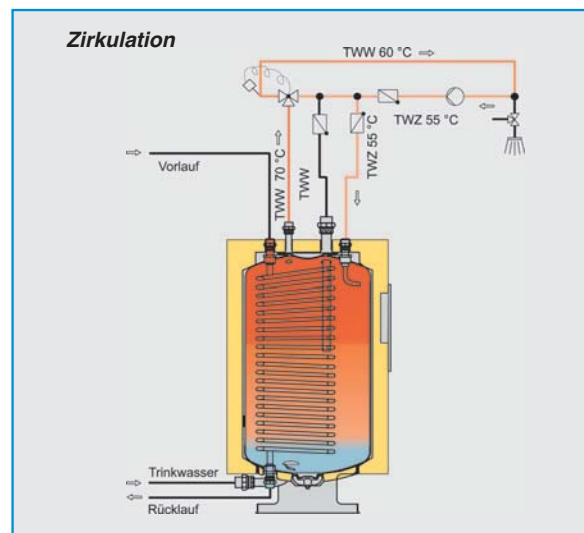 Zirkulation
TWW 60 °C
TWZ 55 °C
TWW 70 °C
TWW
TWZ 55 °C
Vorlauf
Trinkwasser
Rücklauf